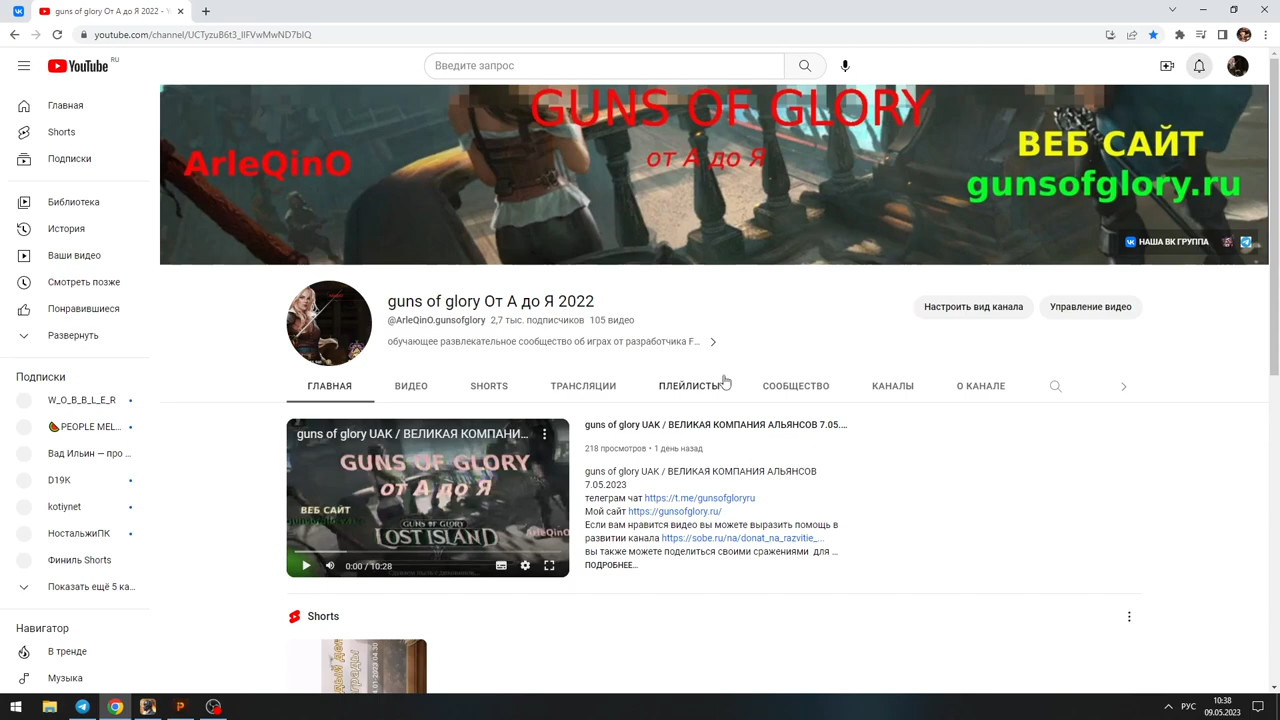 guns of glory От А до Я 2022 - Y
youtube.com/channel/UCTyzuB6t3_IlFVwMwND7bIQ
YouTube RU
Введите запрос
Главная
Shorts
Подписки
Библиотека
История
Ваши видео
Смотреть позже
Понравившиеся
Развернуть
Подписки
W_O_B_B_L_E_R
PEOPLE MEL...
Вад Ильин — про ...
D19K
kotiynet
НостальжиПК
Финиль Shorts
Показать ещё 5 ка...
Навигатор
В тренде
Музыка
GUNS OF GLORY
от А до Я
ArleQinO
ВЕБ САЙТ
gunsofglory.ru
НАША ВК ГРУППА
guns of glory От А до Я 2022
@ArleQinO.gunsofglory 2,7 тыс. подписчиков 105 видео
обучающее развлекательное сообщество об играх от разработчика F...
Настроить вид канала
Управление видео
ГЛАВНАЯ ВИДЕО SHORTS ТРАНСЛЯЦИИ ПЛЕЙЛИСТЫ СООБЩЕСТВО КАНАЛЫ О КАНАЛЕ
guns of glory UAK / ВЕЛИКАЯ КОМПАНИ...
GUNS OF GLORY
от А до Я
ВЕБ САЙТ
GUNS OF GLORY
LOST ISLAND
ArleQinO
0:00 / 10:28
guns of glory UAK / ВЕЛИКАЯ КОМПАНИЯ АЛЬЯНСОВ 7.05....
218 просмотров • 1 день назад
guns of glory UAK / ВЕЛИКАЯ КОМПАНИЯ АЛЬЯНСОВ
7.05.2023
телеграм чат https://t.me/gunsofgloryru
Мой сайт https://gunsofglory.ru/
Если вам нравится видео вы можете выразить помощь в
развитии канала https://sobe.ru/na/donat_na_razvitie_...
вы также можете поделиться своими сражениями для ...
ПОДРОБНЕЕ...
Shorts
РУС
10:38
09.05.2023